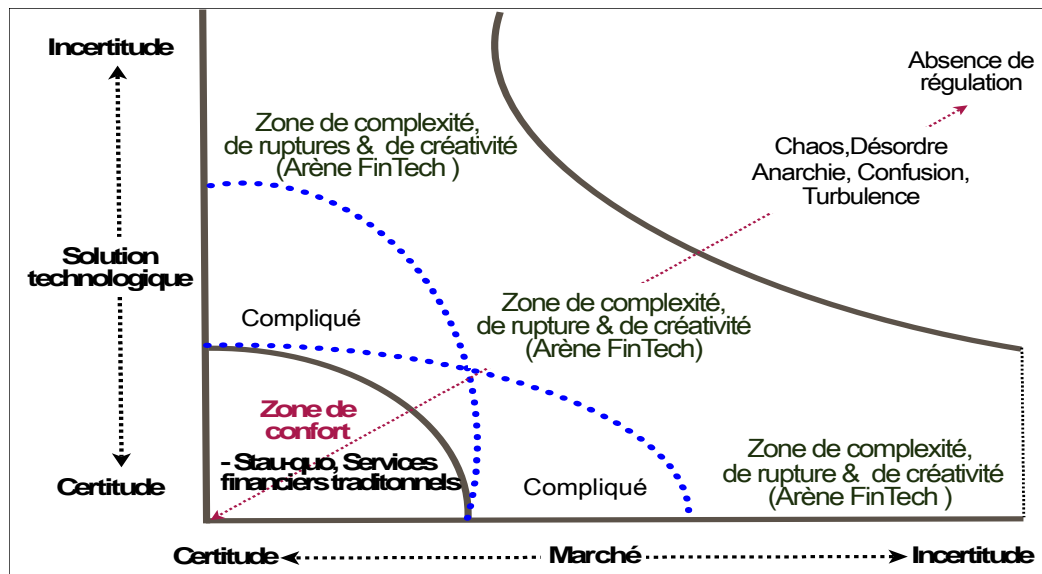 Incertitude
Absence de
régulation
Zone de complexité,
de ruptures & de créativité
(Arène FinTech )
Chaos,Désordre
Anarchie, Confusion,
Turbulence
Solution
technologique
Zone de complexité,
de rupture & de créativité
(Arène FinTech)
Compliqué
Zone de
confort
- Stau-quo, Services
financiers traditonnels
Compliqué
Zone de complexité,
de rupture & de créativité
(Arène FinTech )
Certitude
Certitude
Marché
Incertitude